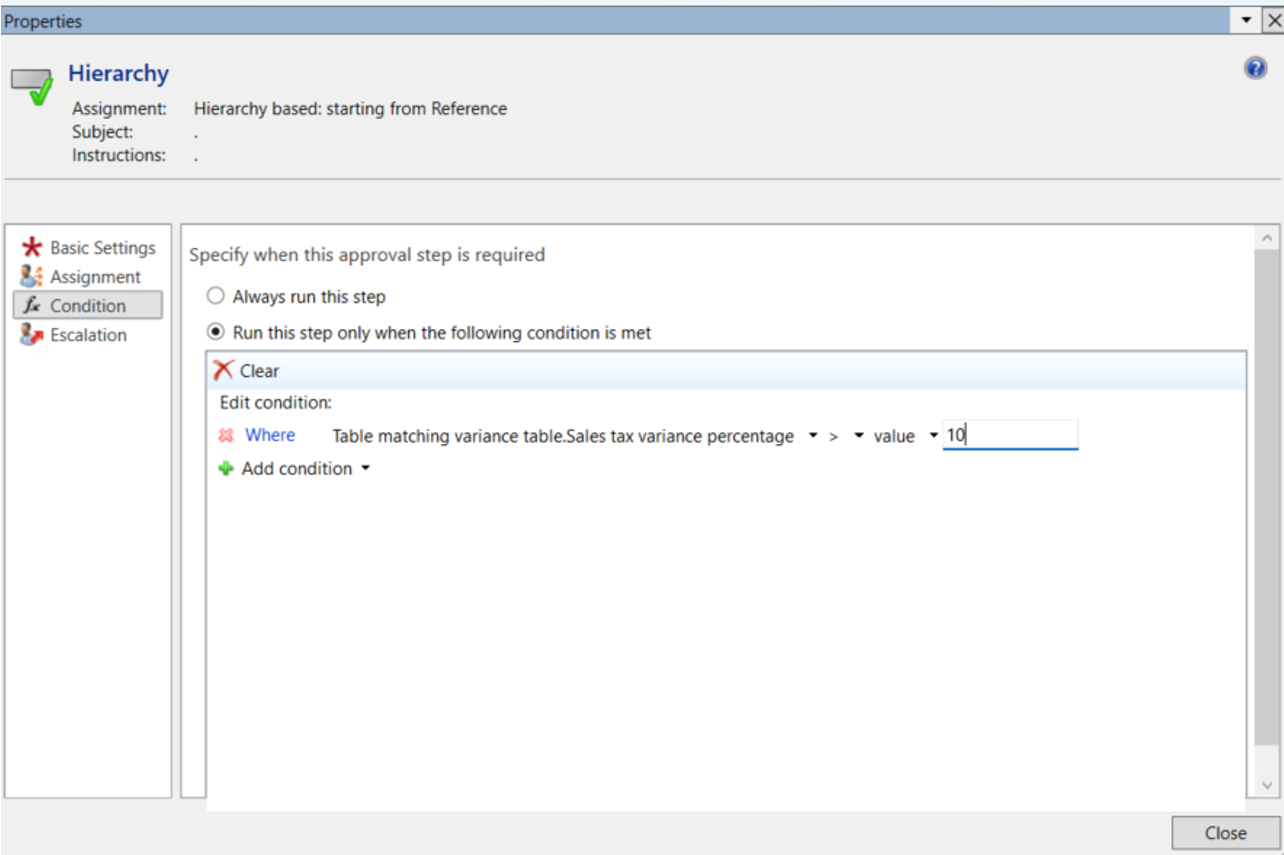 Properties
Hierarchy
Assignment: Hierarchy based: starting from Reference
Subject: .
Instructions: .
Basic Settings
Assignment
fx Condition
Escalation
Specify when this approval step is required
Always run this step
Run this step only when the following condition is met
Clear
Edit condition:
Where Table matching variance table.Sales tax variance percentage > value 10
Add condition
Close